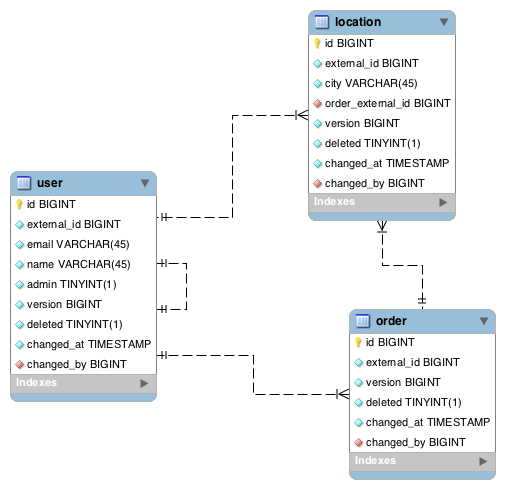 location
id BIGINT
external_id BIGINT
city VARCHAR(45)
order_external_id BIGINT
version BIGINT
deleted TINYINT(1)
changed_at TIMESTAMP
changed_by BIGINT
Indexes
user
id BIGINT
external_id BIGINT
email VARCHAR(45)
name VARCHAR(45)
admin TINYINT(1)
version BIGINT
deleted TINYINT(1)
changed_at TIMESTAMP
changed_by BIGINT
Indexes
order
id BIGINT
external_id BIGINT
version BIGINT
deleted TINYINT(1)
changed_at TIMESTAMP
changed_by BIGINT
Indexes